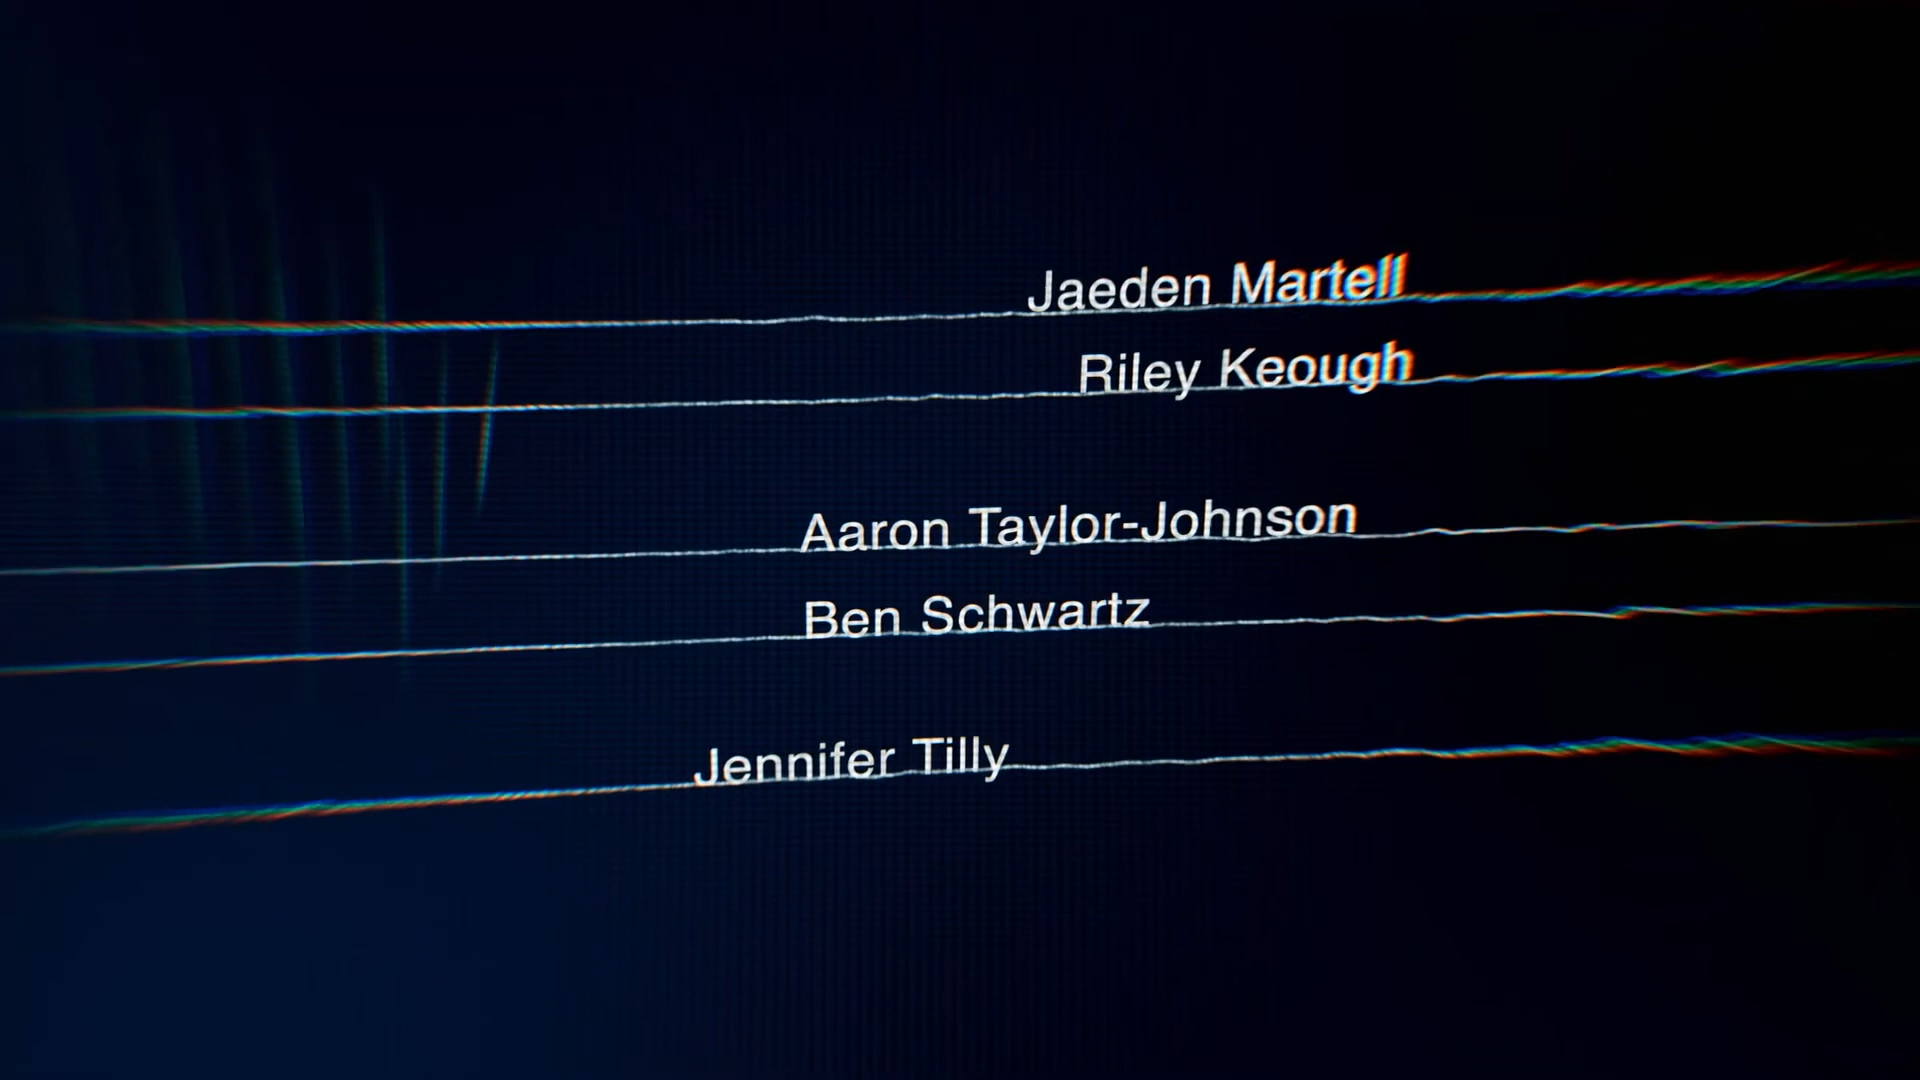 Jaeden Martell
Riley Keough
Aaron Taylor-Johnson
Ben Schwartz
Jennifer Tilly